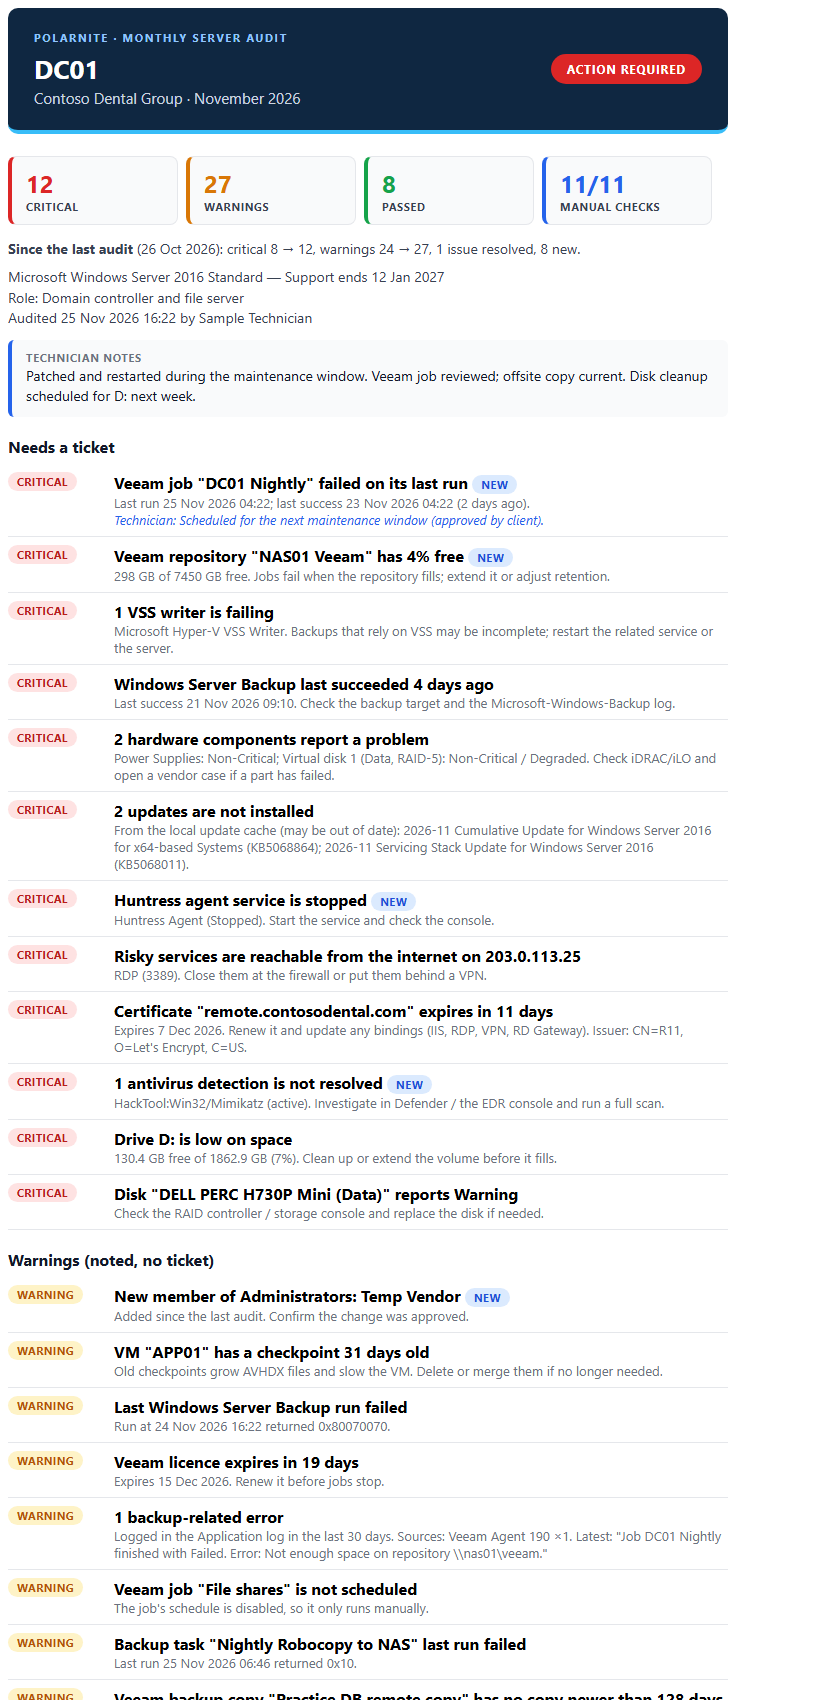 POLARNITE · MONTHLY SERVER AUDIT
DC01
Contoso Dental Group · November 2026
ACTION REQUIRED
12
CRITICAL
27
WARNINGS
8
PASSED
11/11
MANUAL CHECKS
Since the last audit (26 Oct 2026): critical 8 → 12, warnings 24 → 27, 1 issue resolved, 8 new.
Microsoft Windows Server 2016 Standard — Support ends 12 Jan 2027
Role: Domain controller and file server
Audited 25 Nov 2026 16:22 by Sample Technician
TECHNICIAN NOTES
Patched and restarted during the maintenance window. Veeam job reviewed; offsite copy current. Disk cleanup
scheduled for D: next week.
Needs a ticket
CRITICAL
Veeam job "DC01 Nightly" failed on its last run NEW
Last run 25 Nov 2026 04:22; last success 23 Nov 2026 04:22 (2 days ago).
Technician: Scheduled for the next maintenance window (approved by client).
CRITICAL
Veeam repository "NAS01 Veeam" has 4% free NEW
298 GB of 7450 GB free. Jobs fail when the repository fills; extend it or adjust retention.
CRITICAL
1 VSS writer is failing
Microsoft Hyper-V VSS Writer. Backups that rely on VSS may be incomplete; restart the related service or
the server.
CRITICAL
Windows Server Backup last succeeded 4 days ago
Last success 21 Nov 2026 09:10. Check the backup target and the Microsoft-Windows-Backup log.
CRITICAL
2 hardware components report a problem
Power Supplies: Non-Critical; Virtual disk 1 (Data, RAID-5): Non-Critical / Degraded. Check iDRAC/iLO and
open a vendor case if a part has failed.
CRITICAL
2 updates are not installed
From the local update cache (may be out of date): 2026-11 Cumulative Update for Windows Server 2016
for x64-based Systems (KB5068864); 2026-11 Servicing Stack Update for Windows Server 2016
(KB5068011).
CRITICAL
Huntress agent service is stopped NEW
Huntress Agent (Stopped). Start the service and check the console.
CRITICAL
Risky services are reachable from the internet on 203.0.113.25
RDP (3389). Close them at the firewall or put them behind a VPN.
CRITICAL
Certificate "remote.contosodental.com" expires in 11 days
Expires 7 Dec 2026. Renew it and update any bindings (IIS, RDP, VPN, RD Gateway). Issuer: CN=R11,
O=Let's Encrypt, C=US.
CRITICAL
1 antivirus detection is not resolved NEW
HackTool:Win32/Mimikatz (active). Investigate in Defender / the EDR console and run a full scan.
CRITICAL
Drive D: is low on space
130.4 GB free of 1862.9 GB (7%). Clean up or extend the volume before it fills.
CRITICAL
Disk "DELL PERC H730P Mini (Data)" reports Warning
Check the RAID controller / storage console and replace the disk if needed.
Warnings (noted, no ticket)
WARNING
New member of Administrators: Temp Vendor NEW
Added since the last audit. Confirm the change was approved.
WARNING
VM "APP01" has a checkpoint 31 days old
Old checkpoints grow AVHDX files and slow the VM. Delete or merge them if no longer needed.
WARNING
Last Windows Server Backup run failed
Run at 24 Nov 2026 16:22 returned 0x80070070.
WARNING
Veeam licence expires in 19 days
Expires 15 Dec 2026. Renew it before jobs stop.
WARNING
1 backup-related error
Logged in the Application log in the last 30 days. Sources: Veeam Agent 190 ×1. Latest: "Job DC01 Nightly
finished with Failed. Error: Not enough space on repository \\nas01\veeam."
WARNING
Veeam job "File shares" is not scheduled
The job's schedule is disabled, so it only runs manually.
WARNING
Backup task "Nightly Robocopy to NAS" last run failed
Last run 25 Nov 2026 06:46 returned 0x10.
WARNING
Veeam backup copy "Practice DB remote copy" has no copy newer than 128 days